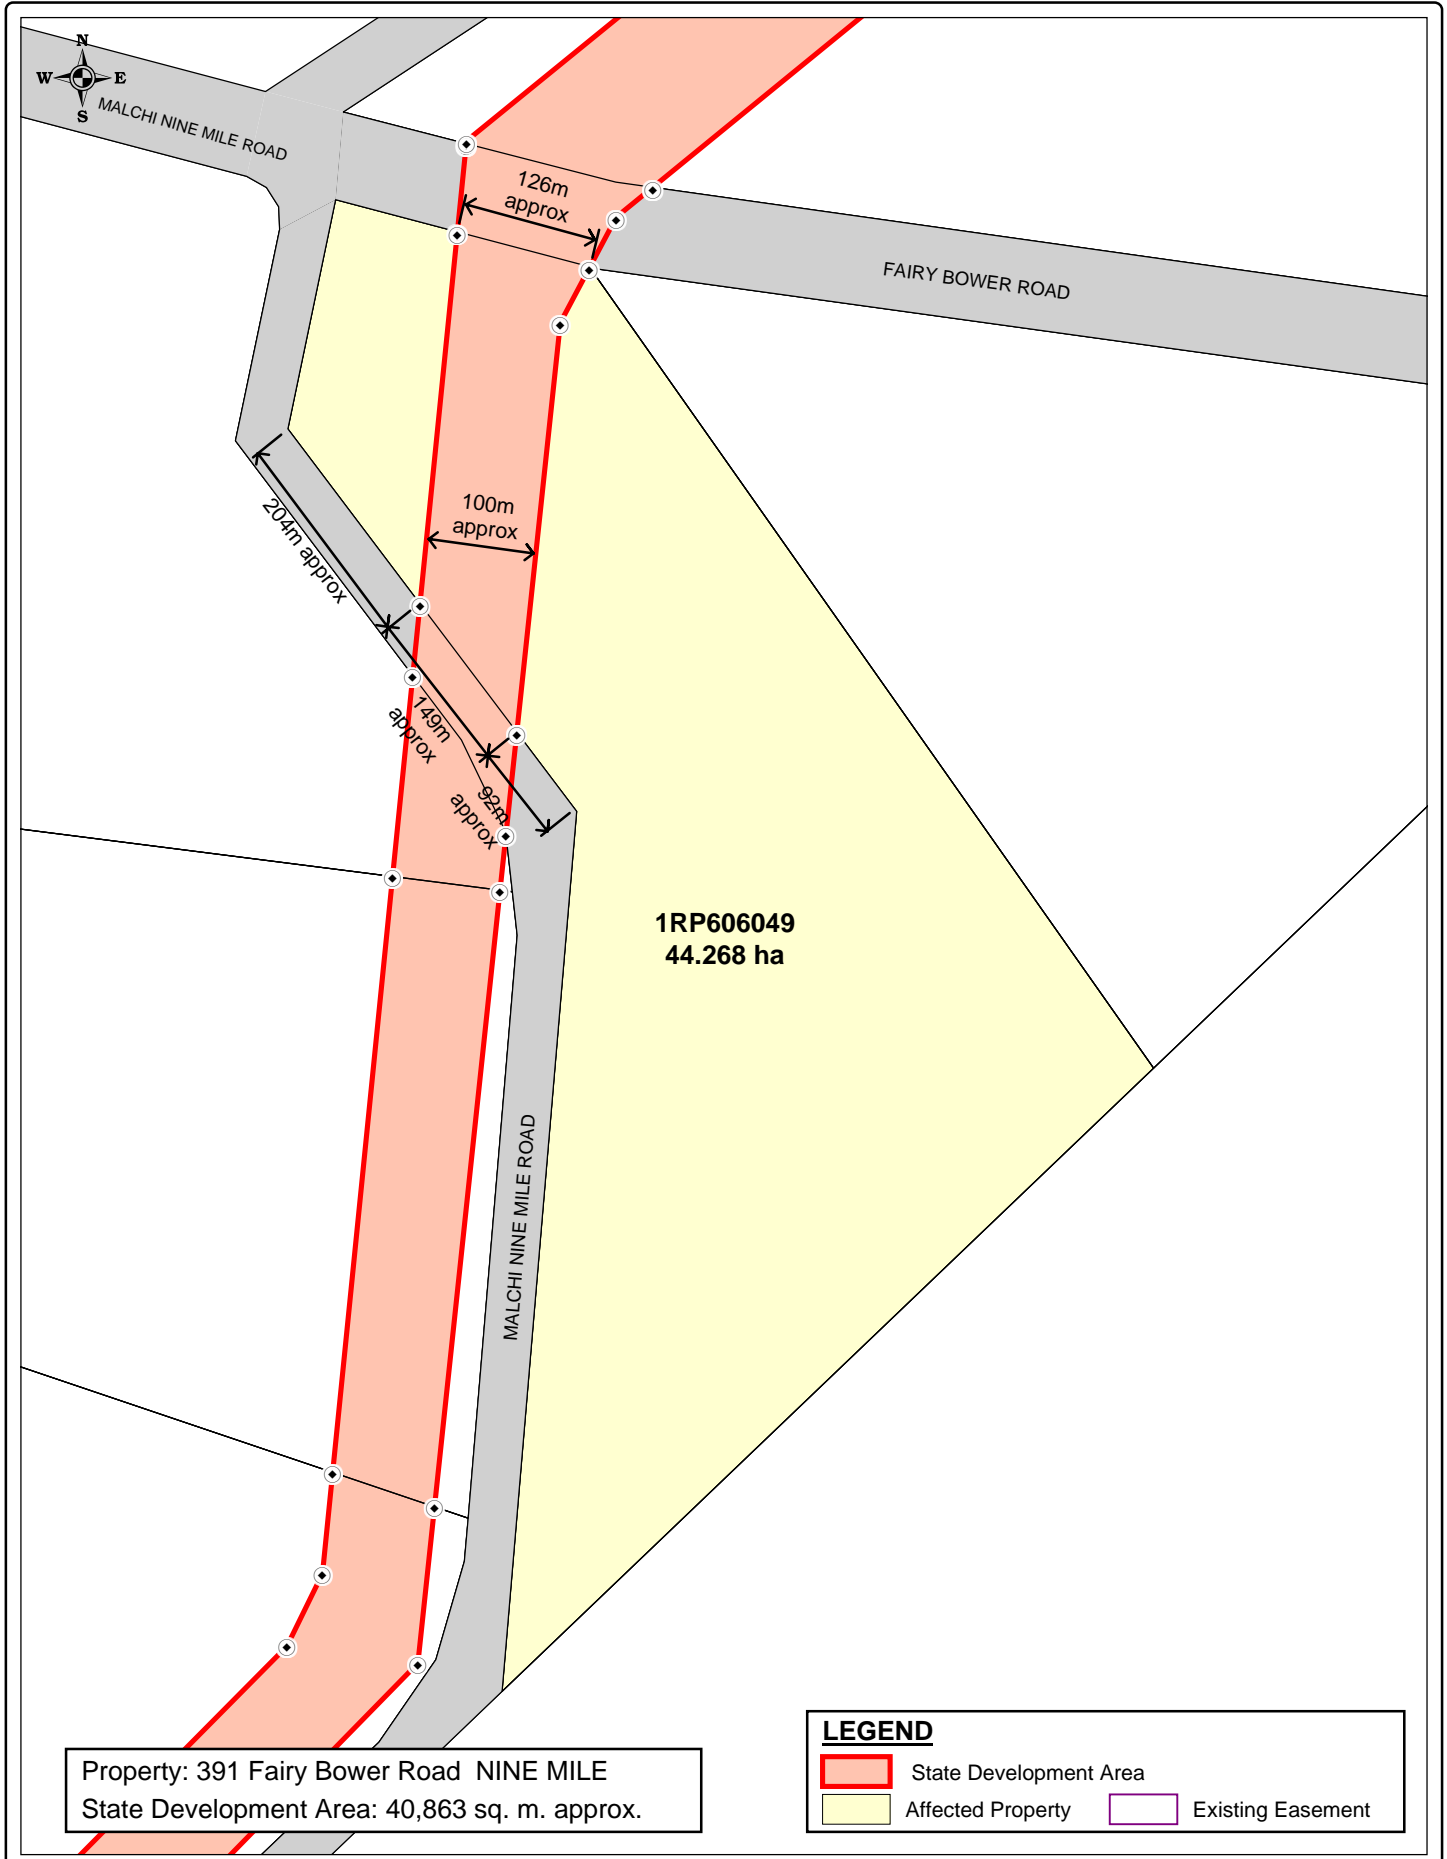 N
W E
S
MALCHI NINE MILE ROAD
126m
approx
FAIRY BOWER ROAD
100m
approx
204m approx
149m
approx
92m
approx
1RP606049
44.268 ha
MALCHI NINE MILE ROAD
Property: 391 Fairy Bower Road NINE MILE
State Development Area: 40,863 sq. m. approx.
LEGEND
State Development Area
Affected Property
Existing Easement